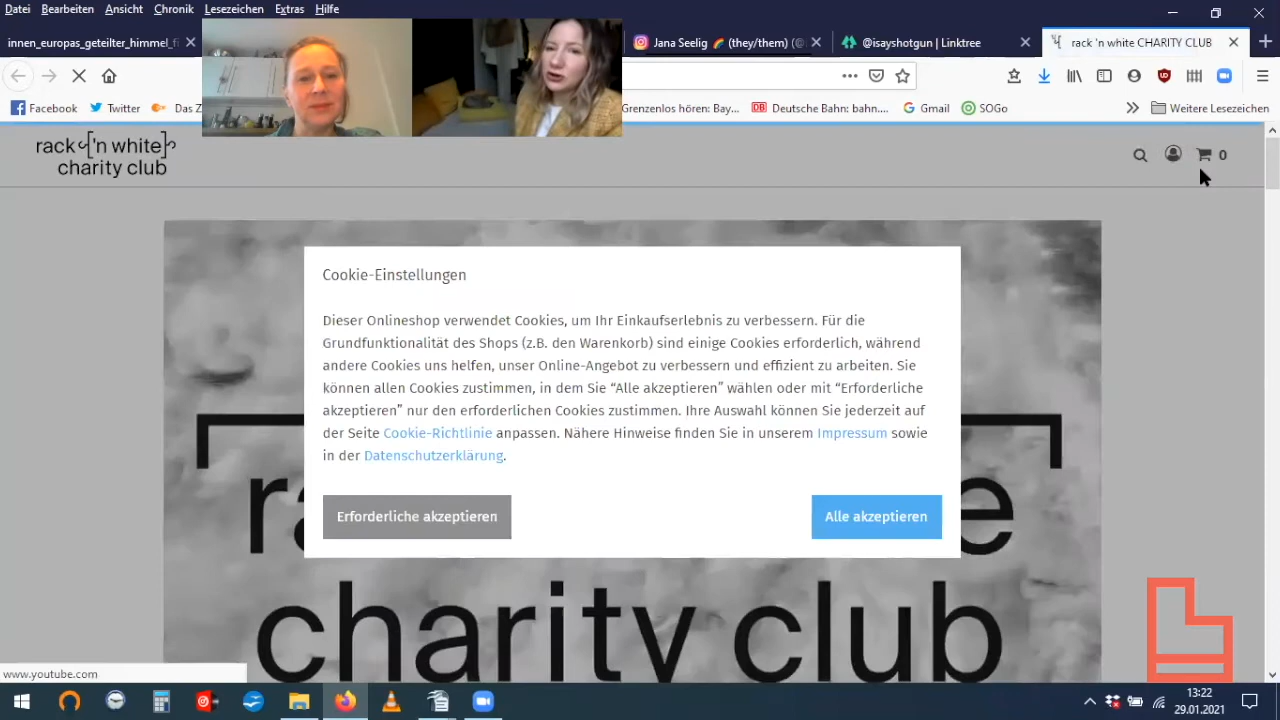 Datei Bearbeiten Ansicht Chronik Lesezeichen Extras Hilfe
innen_europas_geteilter_himmel_fi
Jana Seelig 🌈 (they/them) (@
@isayshotgun | Linktree
rack 'n white CHARITY CLUB
Facebook
Twitter
Das Z
Grenzenlos hören: Bay...
Deutsche Bahn: bahn....
Gmail
SOGo
Weitere Lesezeichen
rack ['n white]
charity club
0
Cookie-Einstellungen
Dieser Onlineshop verwendet Cookies, um Ihr Einkaufserlebnis zu verbessern. Für die
Grundfunktionalität des Shops (z.B. den Warenkorb) sind einige Cookies erforderlich, während
andere Cookies uns helfen, unser Online-Angebot zu verbessern und effizient zu arbeiten. Sie
können allen Cookies zustimmen, in dem Sie “Alle akzeptieren” wählen oder mit “Erforderliche
akzeptieren” nur den erforderlichen Cookies zustimmen. Ihre Auswahl können Sie jederzeit auf
der Seite Cookie-Richtlinie anpassen. Nähere Hinweise finden Sie in unserem Impressum sowie
in der Datenschutzerklärung.
Erforderliche akzeptieren
Alle akzeptieren
charity club
www.youtube.com
13:22
29.01.2021